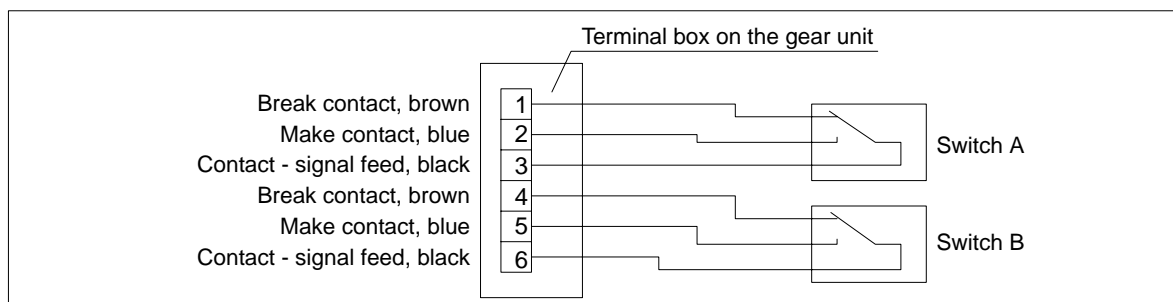 Terminal box on the gear unit
Break contact, brown 1
Make contact, blue 2
Contact - signal feed, black 3
Switch A
Break contact, brown 4
Make contact, blue 5
Contact - signal feed, black 6
Switch B